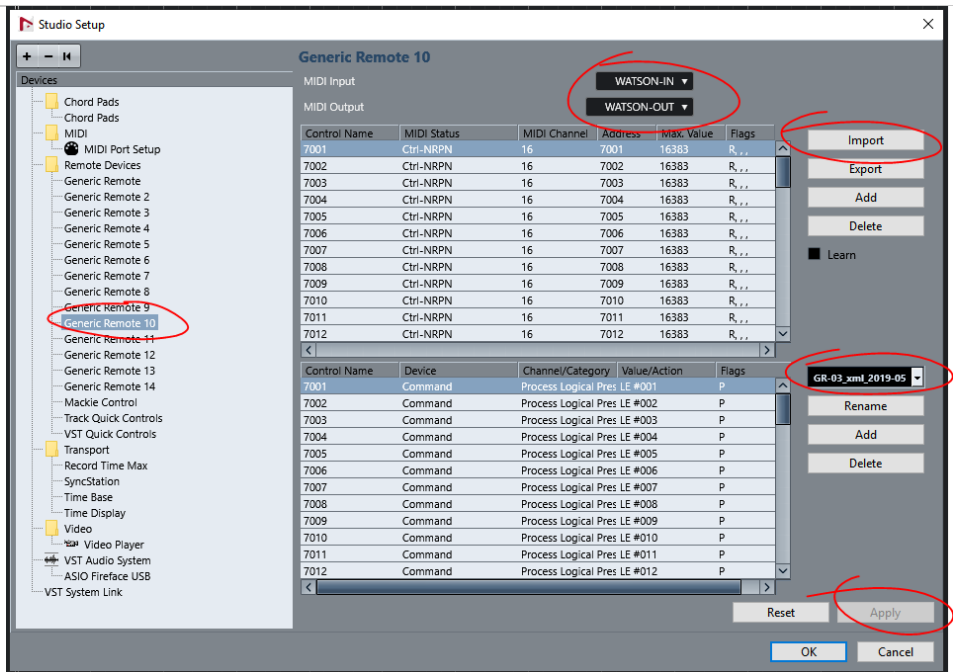 Studio Setup
Devices
Chord Pads
Chord Pads
MIDI
MIDI Port Setup
Remote Devices
Generic Remote
Generic Remote 2
Generic Remote 3
Generic Remote 4
Generic Remote 5
Generic Remote 6
Generic Remote 7
Generic Remote 8
Generic Remote 9
Generic Remote 10
Generic Remote 11
Generic Remote 12
Generic Remote 13
Generic Remote 14
Mackie Control
Track Quick Controls
VST Quick Controls
Transport
Record Time Max
SyncStation
Time Base
Time Display
Video
Video Player
VST Audio System
ASIO Fireface USB
VST System Link
Generic Remote 10
MIDI Input WATSON-IN
MIDI Output WATSON-OUT
Control Name MIDI Status MIDI Channel Address Max. Value Flags
7001 Ctrl-NRPN 16 7001 16383 R, , ,
7002 Ctrl-NRPN 16 7002 16383 R, , ,
7003 Ctrl-NRPN 16 7003 16383 R, , ,
7004 Ctrl-NRPN 16 7004 16383 R, , ,
7005 Ctrl-NRPN 16 7005 16383 R, , ,
7006 Ctrl-NRPN 16 7006 16383 R, , ,
7007 Ctrl-NRPN 16 7007 16383 R, , ,
7008 Ctrl-NRPN 16 7008 16383 R, , ,
7009 Ctrl-NRPN 16 7009 16383 R, , ,
7010 Ctrl-NRPN 16 7010 16383 R, , ,
7011 Ctrl-NRPN 16 7011 16383 R, , ,
7012 Ctrl-NRPN 16 7012 16383 R, , ,
Import
Export
Add
Delete
Learn
Control Name Device Channel/Category Value/Action Flags
7001 Command Process Logical Pres LE #001 P
7002 Command Process Logical Pres LE #002 P
7003 Command Process Logical Pres LE #003 P
7004 Command Process Logical Pres LE #004 P
7005 Command Process Logical Pres LE #005 P
7006 Command Process Logical Pres LE #006 P
7007 Command Process Logical Pres LE #007 P
7008 Command Process Logical Pres LE #008 P
7009 Command Process Logical Pres LE #009 P
7010 Command Process Logical Pres LE #010 P
7011 Command Process Logical Pres LE #011 P
7012 Command Process Logical Pres LE #012 P
GR-03_xml_2019-05
Rename
Add
Delete
Reset Apply
OK Cancel